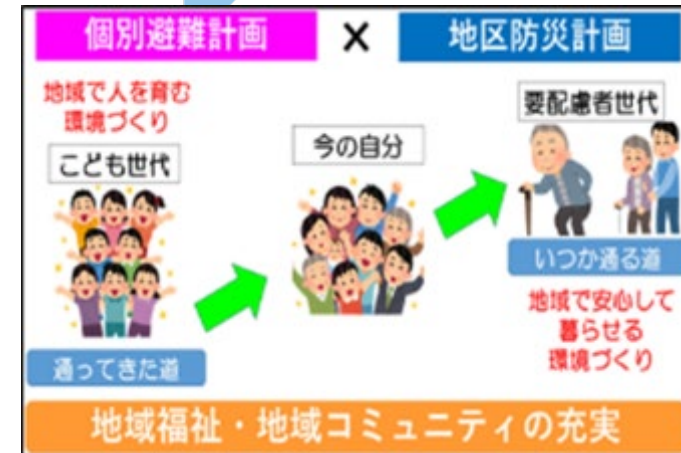 個別避難計画 × 地区防災計画
地域で人を育む
環境づくり
こども世代
今の自分
要配慮者世代
通ってきた道
いつか通る道
地域で安心して
暮らせる
環境づくり
地域福祉・地域コミュニティの充実